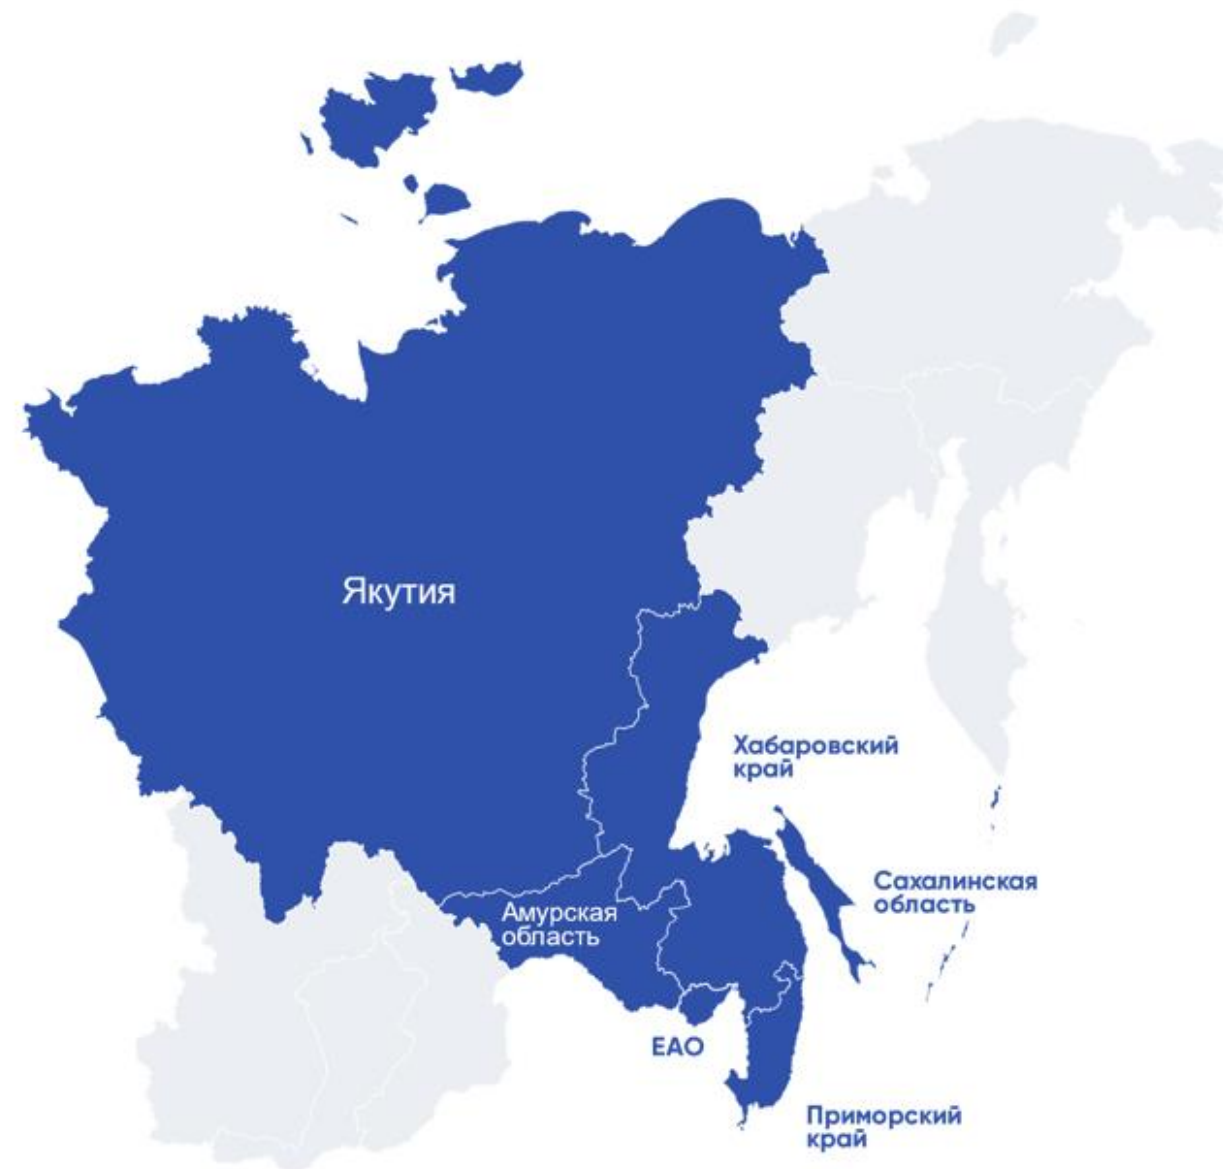 Якутия
Хабаровский
край
Сахалинская
область
Амурская
область
ЕАО
Приморский
край